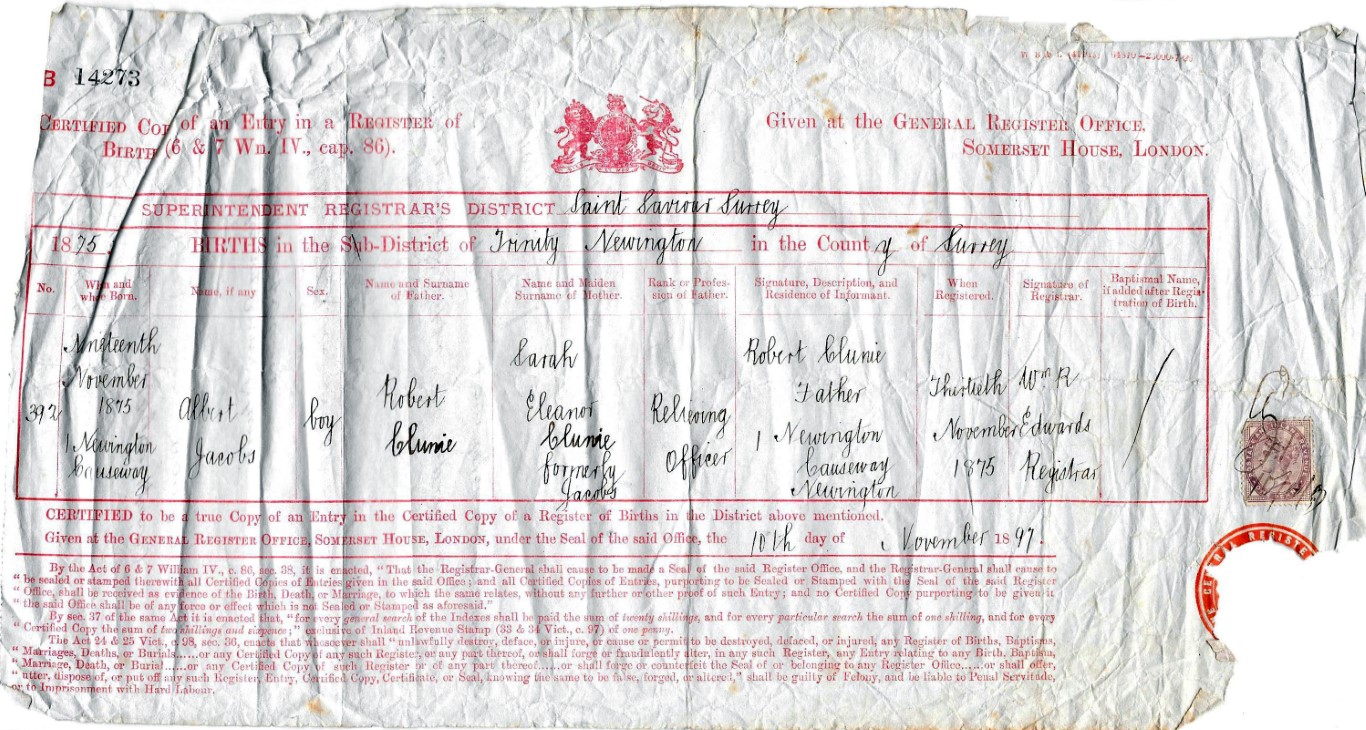 B 14273
CERTIFIED COPY of an Entry in a REGISTER of
BIRTH (6 & 7 Wm. IV., cap. 86).
Given at the GENERAL REGISTER OFFICE,
SOMERSET HOUSE, LONDON.
SUPERINTENDENT REGISTRAR'S DISTRICT Saint Saviour Surrey
1875. BIRTHS in the Sub-District of Trinity Newington in the County of Surrey
No.
When and
where Born.
Name, if any
Sex.
Name and Surname
of Father.
Name and Maiden
Surname of Mother.
Rank or Profes-
sion of Father.
Signature, Description, and
Residence of Informant.
When
Registered.
Signature of
Registrar.
Baptismal Name,
if added after Regis-
tration of Birth.
392
Nineteenth
November
1875
1 Newington
Causeway
Albert
Jacobs
boy
Robert
Clunie
Sarah
Eleanor
Clunie
formerly
Jacobs
Relieving
Officer
Robert Clunie
Father
1 Newington
Causeway
Newington
Thirtieth
November
1875
Wm R
Edwards
Registrar
CERTIFIED to be a true Copy of an Entry in the Certified Copy of a Register of Births in the District above mentioned.
Given at the GENERAL REGISTER OFFICE, SOMERSET HOUSE, LONDON, under the Seal of the said Office, the 10th day of November 1897.
By the Act of 6 & 7 William IV., c. 86, sec. 38, it is enacted, "That the Registrar-General shall cause to be made a Seal of the said Register Office, and the Registrar-General shall cause to
"be sealed or stamped therewith all Certified Copies of Entries given in the said Office; and all Certified Copies of Entries, purporting to be Sealed or Stamped with the Seal of the said Register
"Office, shall be received as evidence of the Birth, Death, or Marriage, to which the same relates, without any further or other proof of such Entry; and no Certified Copy purporting to be given in
"the said Office shall be of any force or effect which is not Sealed or Stamped as aforesaid."
By sec. 37 of the same Act it is enacted, that "for every general search of the Indexes shall be paid the sum of twenty shillings, and for every particular search the sum of one shilling, and for every
"Certified Copy the sum of two shillings and sixpence;" exclusive of Inland Revenue Stamp (33 & 34 Vict., c. 97) of one penny.
The Act 24 & 25 Vict., c. 98, sec. 36, enacts that whosoever shall "unlawfully destroy, deface, or injure, or cause or permit to be destroyed, defaced, or injured, any Register of Births, Baptisms,
"Marriages, Deaths, or Burials......or any Certified Copy of any such Register, or any part thereof, or shall forge or fraudulently alter, in any such Register, any Entry relating to any Birth, Baptism,
"Marriage, Death, or Burial......or any Certified Copy of such Register or of any part thereof......or shall forge or counterfeit the Seal of or belonging to any Register Office......or shall offer,
"utter, dispose of, or put off any such Register, Entry, Certified Copy, Certificate, or Seal, knowing the same to be false, forged, or altered," shall be guilty of Felony, and be liable to Penal Servitude,
or to Imprisonment with Hard Labour.
REGISTE